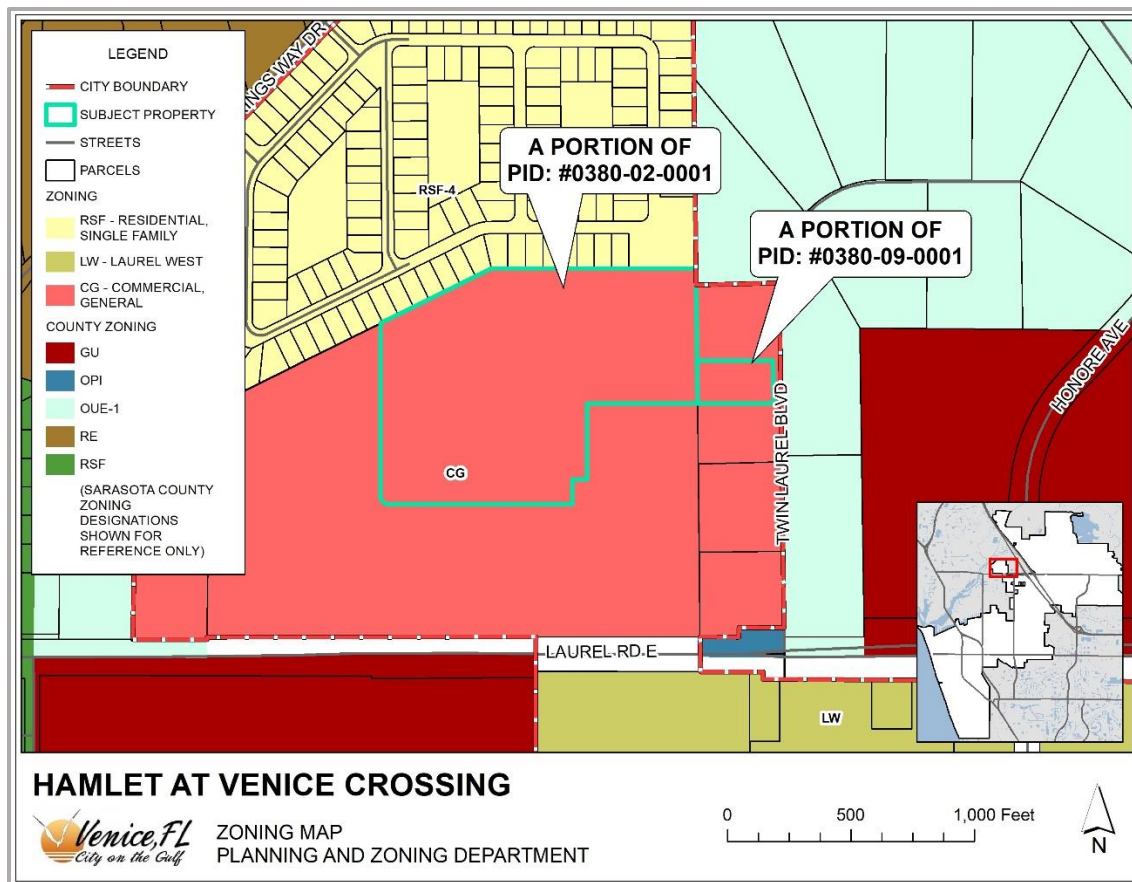 LEGEND
CITY BOUNDARY
SUBJECT PROPERTY
STREETS
PARCELS
ZONING
RSF - RESIDENTIAL,
SINGLE FAMILY
LW - LAUREL WEST
CG - COMMERCIAL,
GENERAL
COUNTY ZONING
GU
OPI
OUE-1
RE
RSF
(SARASOTA COUNTY
ZONING
DESIGNATIONS
SHOWN FOR
REFERENCE ONLY)
INGS WAY DR
A PORTION OF
PID: #0380-02-0001
RSF-4
A PORTION OF
PID: #0380-09-0001
HONORE AVE
TWIN LAUREL BLVD
CG
LAUREL RD E
LW
HAMLET AT VENICE CROSSING
Venice, FL
City on the Gulf
ZONING MAP
PLANNING AND ZONING DEPARTMENT
0 500 1,000 Feet
N